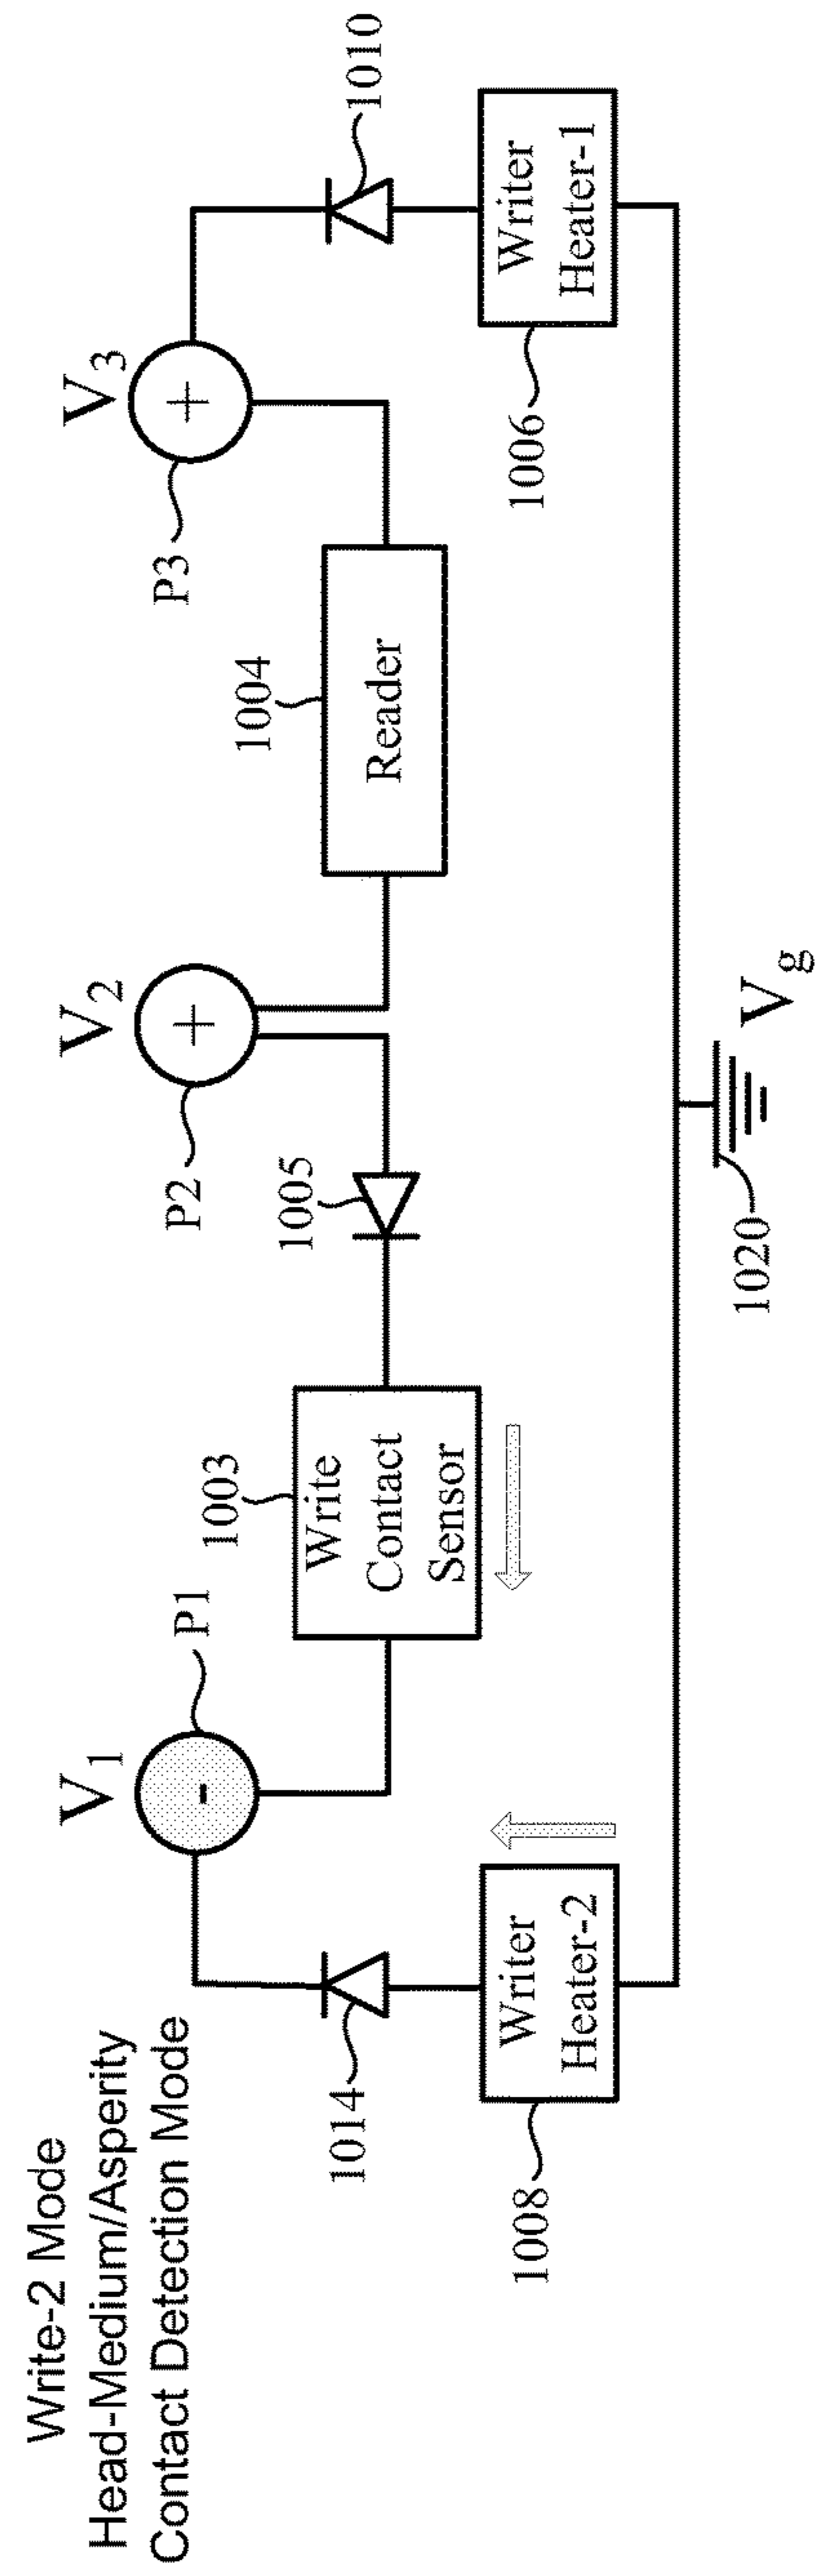 Write-2 Mode
Head-Medium/Asperity
Contact Detection Mode
V1
V2
V3
P1
P2
P3
-
+
+
1014
1003
1005
1004
1010
Write
Contact
Sensor
Reader
Writer
Heater-2
Writer
Heater-1
1008
1006
1020
Vg